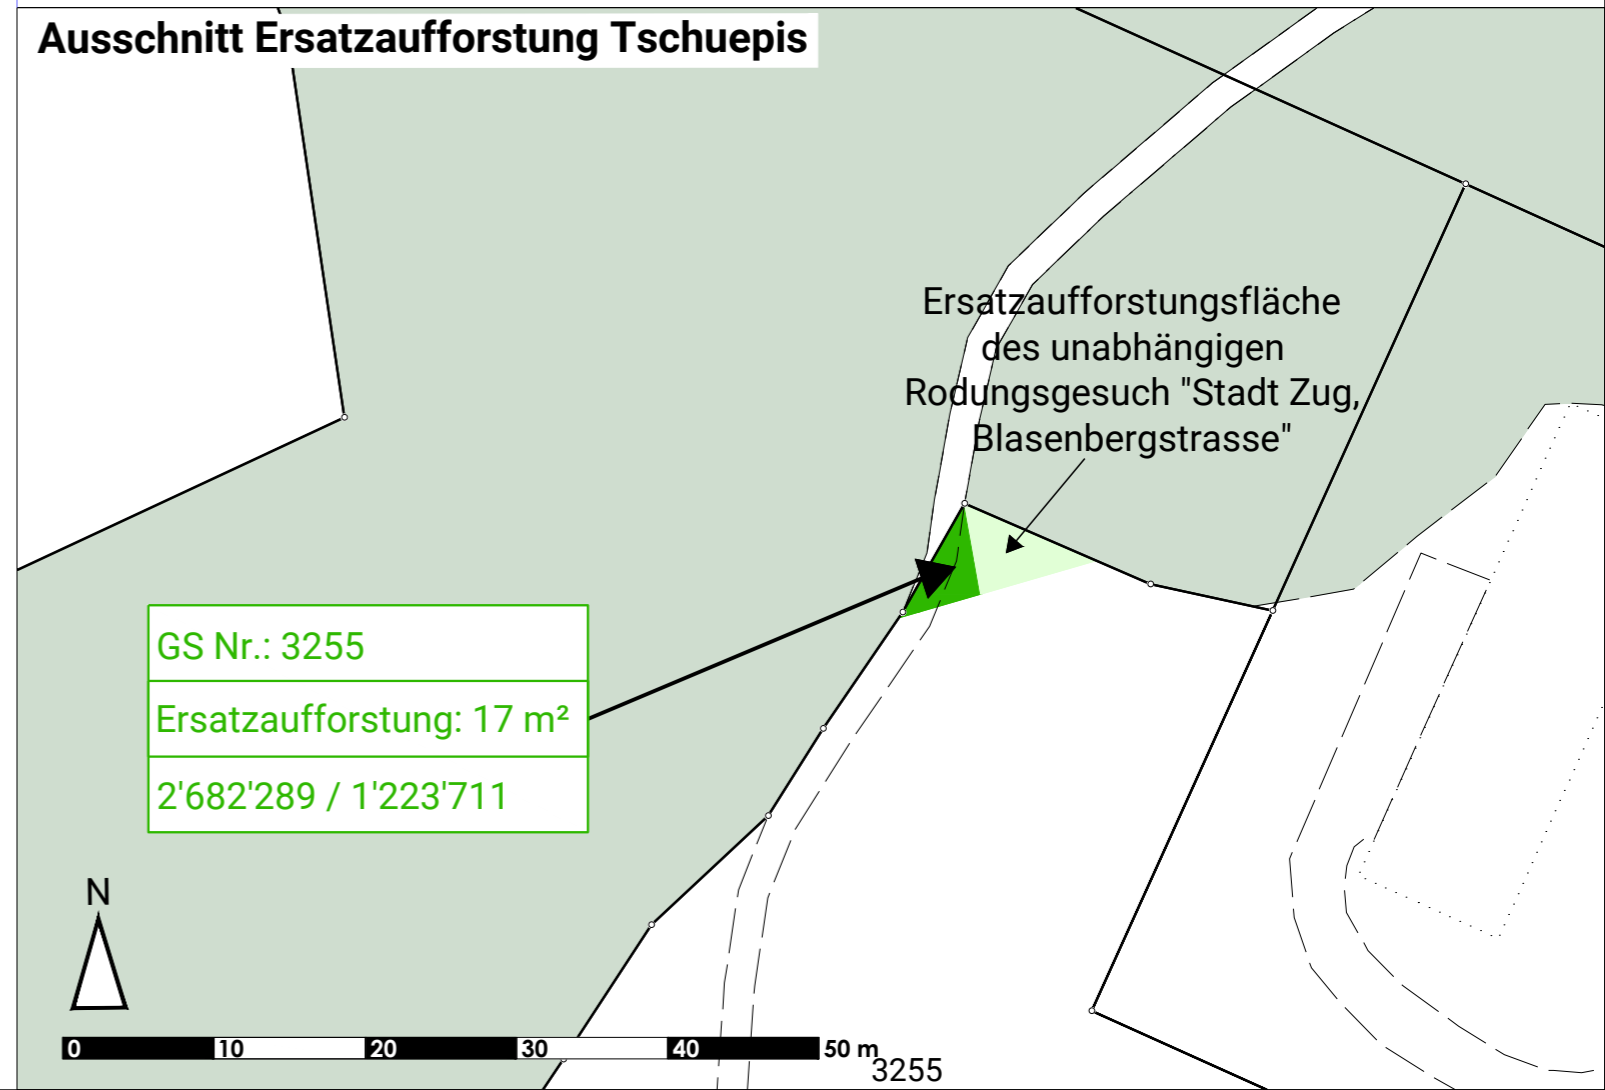 Ausschnitt Ersatzaufforstung Tschuepis
Ersatzaufforstungsfläche
des unabhängigen
Rodungsgesuch "Stadt Zug,
Blasenbergstrasse"
GS Nr.: 3255
Ersatzaufforstung: 17 m²
2'682'289 / 1'223'711
N
0 10 20 30 40 50 m
3255